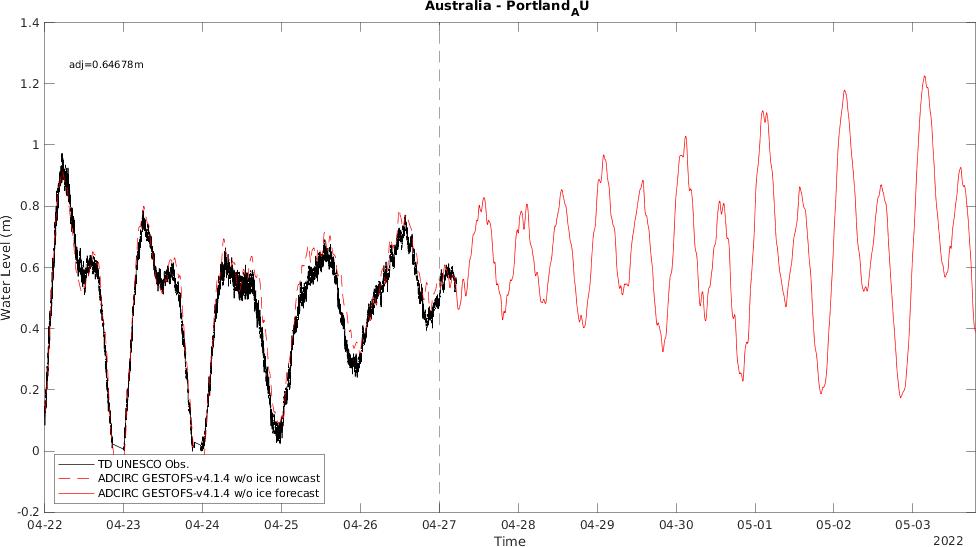 Australia - Portland_AU
adj=0.64678m
1.4
1.2
1
0.8
0.6
0.4
0.2
0
-0.2
Water Level (m)
TD UNESCO Obs.
ADCIRC GESTOFS-v4.1.4 w/o ice nowcast
ADCIRC GESTOFS-v4.1.4 w/o ice forecast
04-22 04-23 04-24 04-25 04-26 04-27 04-28 04-29 04-30 05-01 05-02 05-03
Time
2022